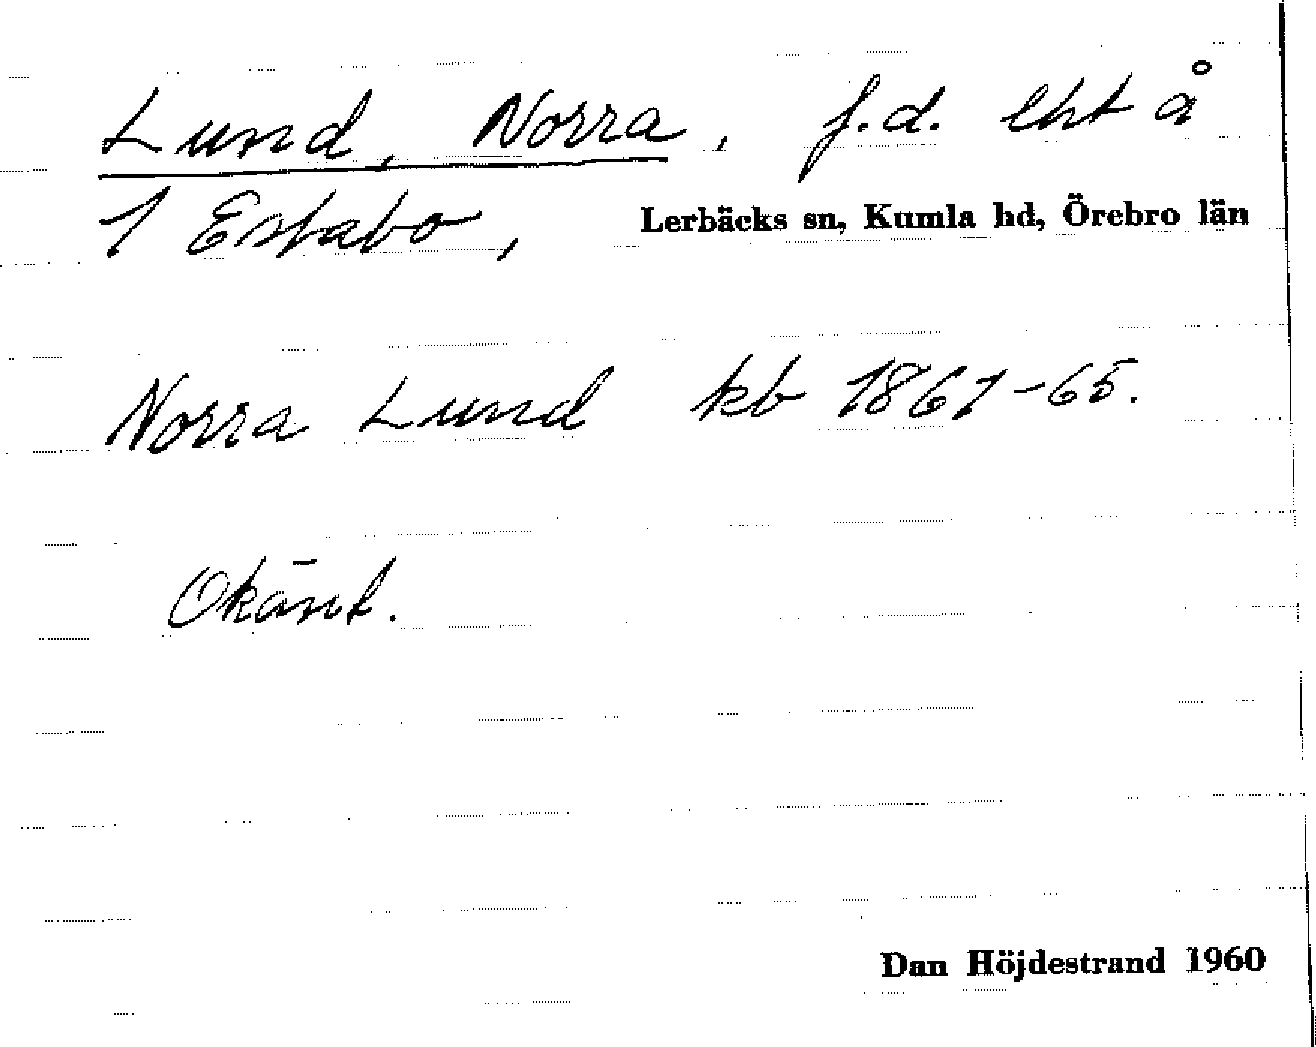 Lund, Norra, f.d. lht å
1 Estabo, Lerbäcks sn, Kumla hd, Örebro län
Norra Lund kb 1861-65.
Okänt.
Dan Höjdestrand 1960